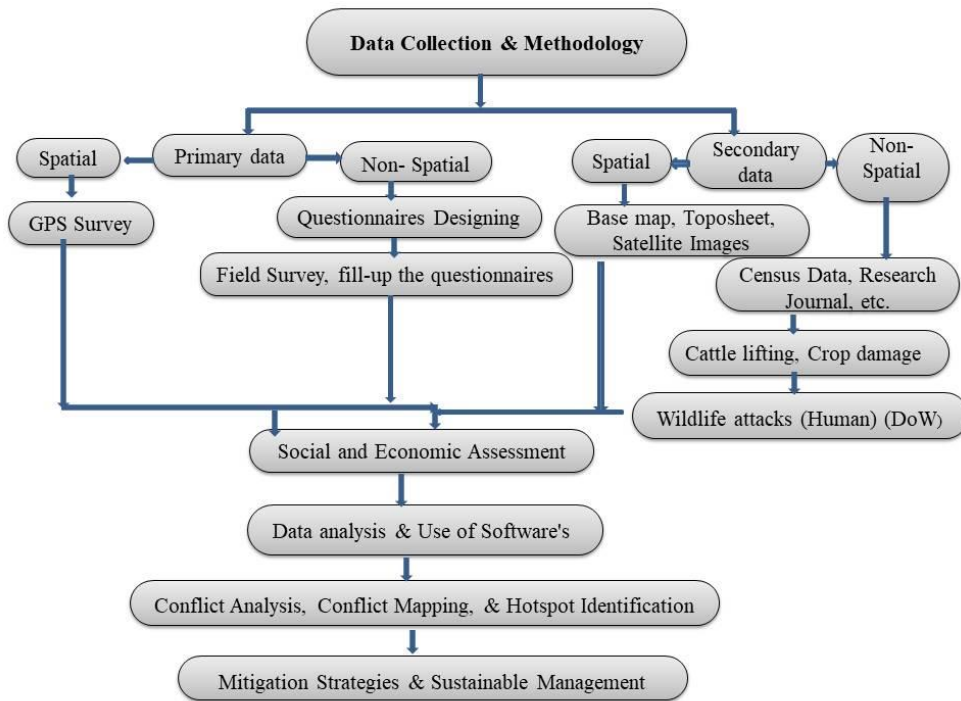 Data Collection & Methodology
Spatial
Primary data
Non- Spatial
Spatial
Secondary
data
Non-
Spatial
GPS Survey
Questionnaires Designing
Base map, Toposheet,
Satellite Images
Field Survey, fill-up the questionnaires
Census Data, Research
Journal, etc.
Cattle lifting, Crop damage
Wildlife attacks (Human) (DoW)
Social and Economic Assessment
Data analysis & Use of Software's
Conflict Analysis, Conflict Mapping, & Hotspot Identification
Mitigation Strategies & Sustainable Management